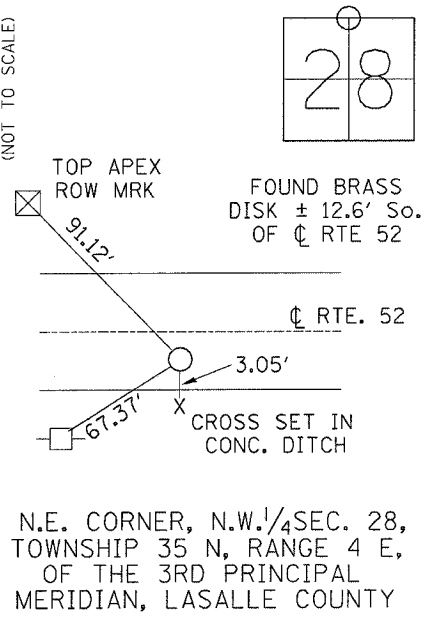 (NOT TO SCALE)
28
TOP APEX
ROW MRK
FOUND BRASS
DISK ± 12.6' So.
OF ℄ RTE 52
91.12'
℄ RTE. 52
3.05'
67.37'
X
CROSS SET IN
CONC. DITCH
N.E. CORNER, N.W.1/4SEC. 28,
TOWNSHIP 35 N, RANGE 4 E,
OF THE 3RD PRINCIPAL
MERIDIAN, LASALLE COUNTY